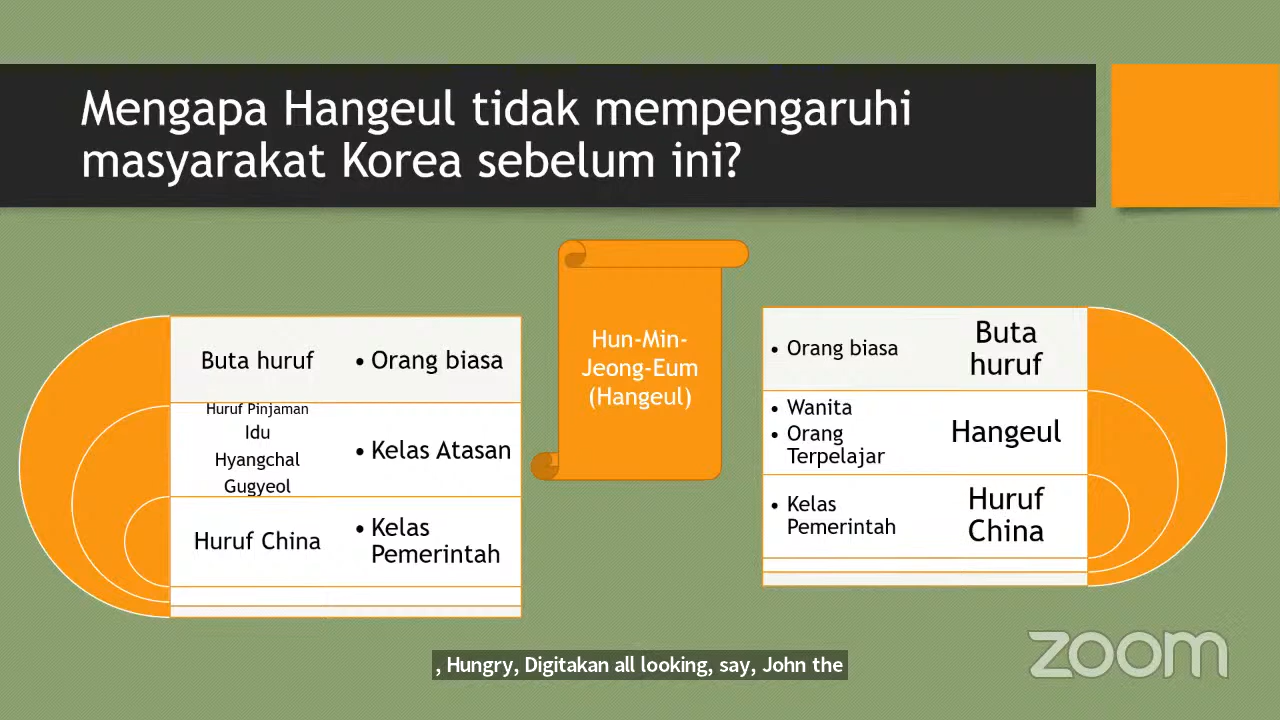 Mengapa Hangeul tidak mempengaruhi
masyarakat Korea sebelum ini?
Buta huruf
• Orang biasa
Huruf Pinjaman
Idu
Hyangchal
Gugyeol
• Kelas Atasan
Huruf China
• Kelas
Pemerintah
Hun-Min-
Jeong-Eum
(Hangeul)
• Orang biasa
Buta
huruf
• Wanita
• Orang
Terpelajar
Hangeul
• Kelas
Pemerintah
Huruf
China
, Hungry, Digitakan all looking, say, John the
zoom